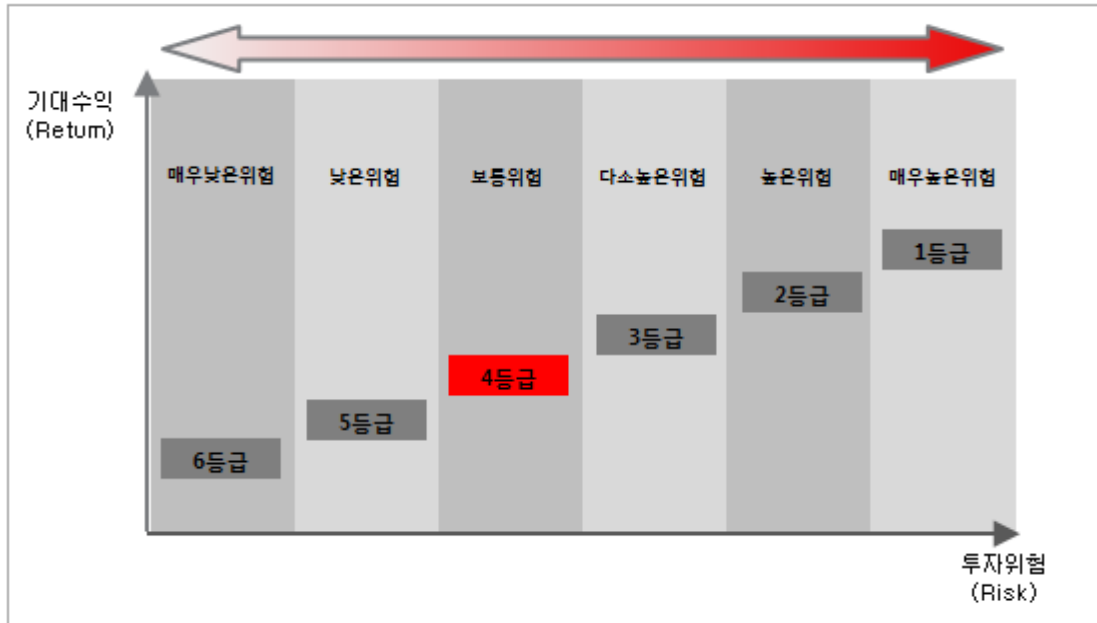 기대수익
(Return)
매우낮은위험 낮은위험 보통위험 다소높은위험 높은위험 매우높은위험
1등급
2등급
3등급
4등급
5등급
6등급
투자위험
(Risk)